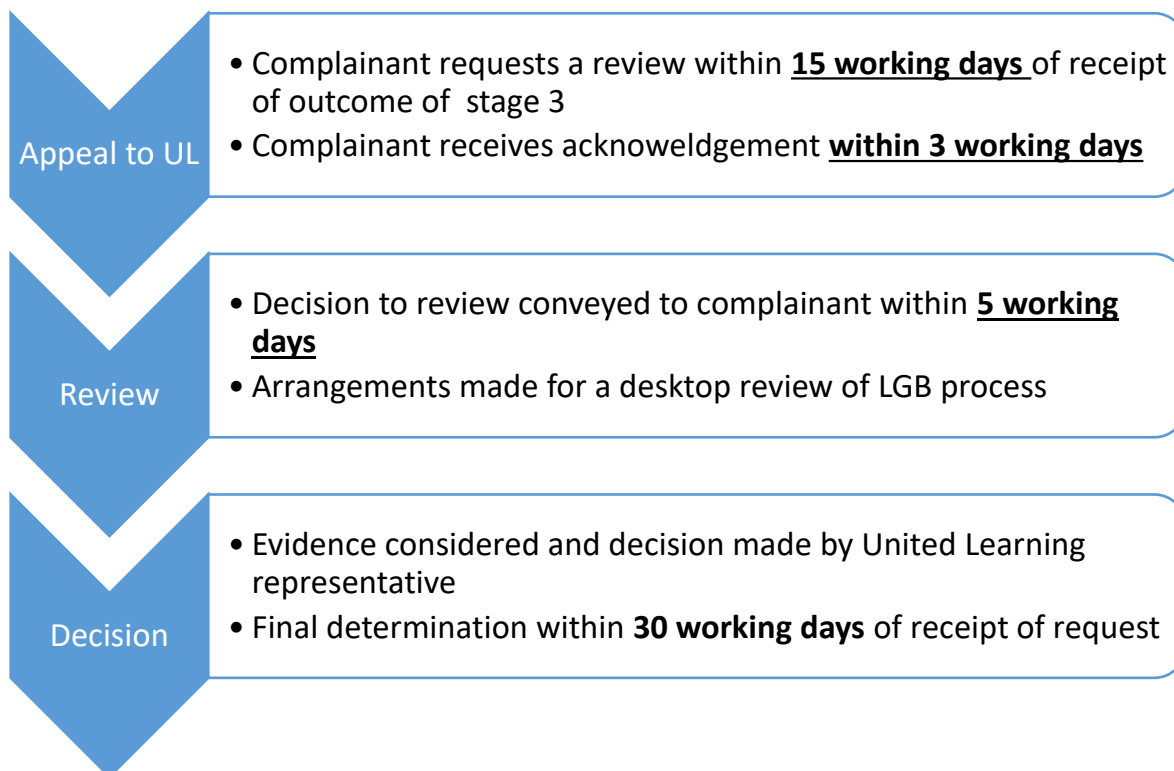 Appeal to UL
• Complainant requests a review within 15 working days of receipt
of outcome of  stage 3
• Complainant receives acknoweldgement within 3 working days
Review
• Decision to review conveyed to complainant within 5 working
days
• Arrangements made for a desktop review of LGB process
Decision
• Evidence considered and decision made by United Learning
representative
• Final determination within 30 working days of receipt of request